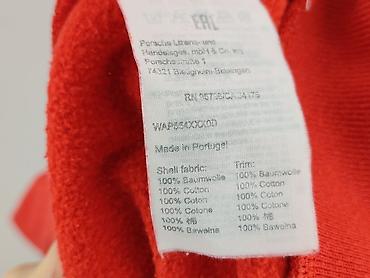 EAC
Porsche Lizenz- und
Handelsges. mbH & Co. KG
Porschestraße 1
74321 Bietigheim-Bissingen
RN
WAP554XXX0D
Made in Portugal
Shell fabric: Trim:
100% Baumwolle 100% Baumwolle
100% Cotton 100% Cotton
100% Coton 100% Coton
100% Cotone 100% Cotone
100% 棉 100% 棉
100% Bawełna 100% Bawełna